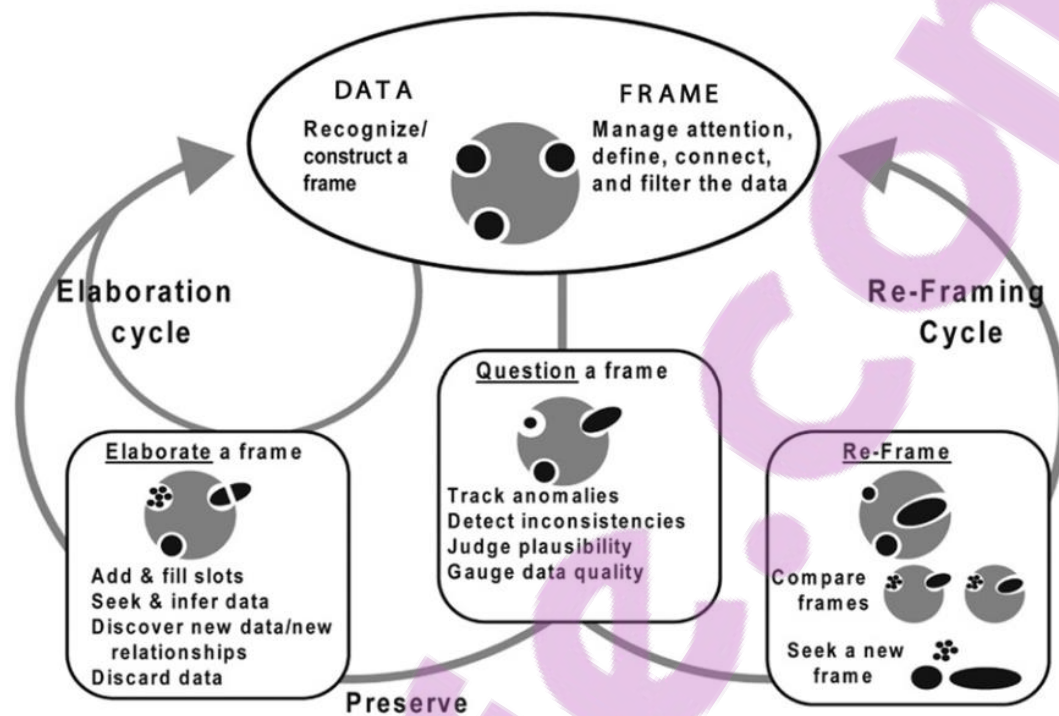 DATA
Recognize/
construct a
frame
FRAME
Manage attention,
define, connect,
and filter the data
Elaboration
cycle
Re-Framing
Cycle
Question a frame
Track anomalies
Detect inconsistencies
Judge plausibility
Gauge data quality
Elaborate a frame
Add & fill slots
Seek & infer data
Discover new data/new
relationships
Discard data
Re-Frame
Compare
frames
Seek a new
frame
Preserve
e.com